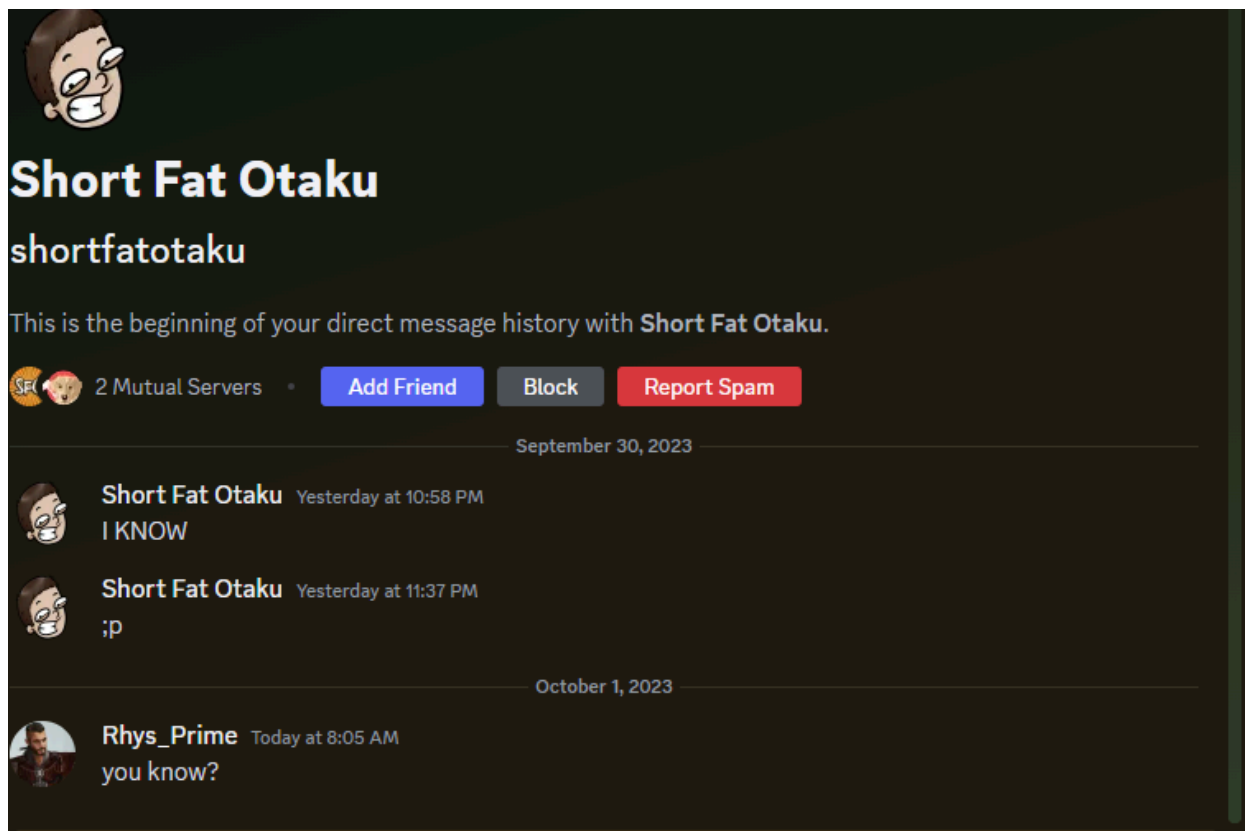 Short Fat Otaku
shortfatotaku
This is the beginning of your direct message history with Short Fat Otaku.
2 Mutual Servers • Add Friend Block Report Spam
September 30, 2023
Short Fat Otaku Yesterday at 10:58 PM
I KNOW
Short Fat Otaku Yesterday at 11:37 PM
;p
October 1, 2023
Rhys_Prime Today at 8:05 AM
you know?